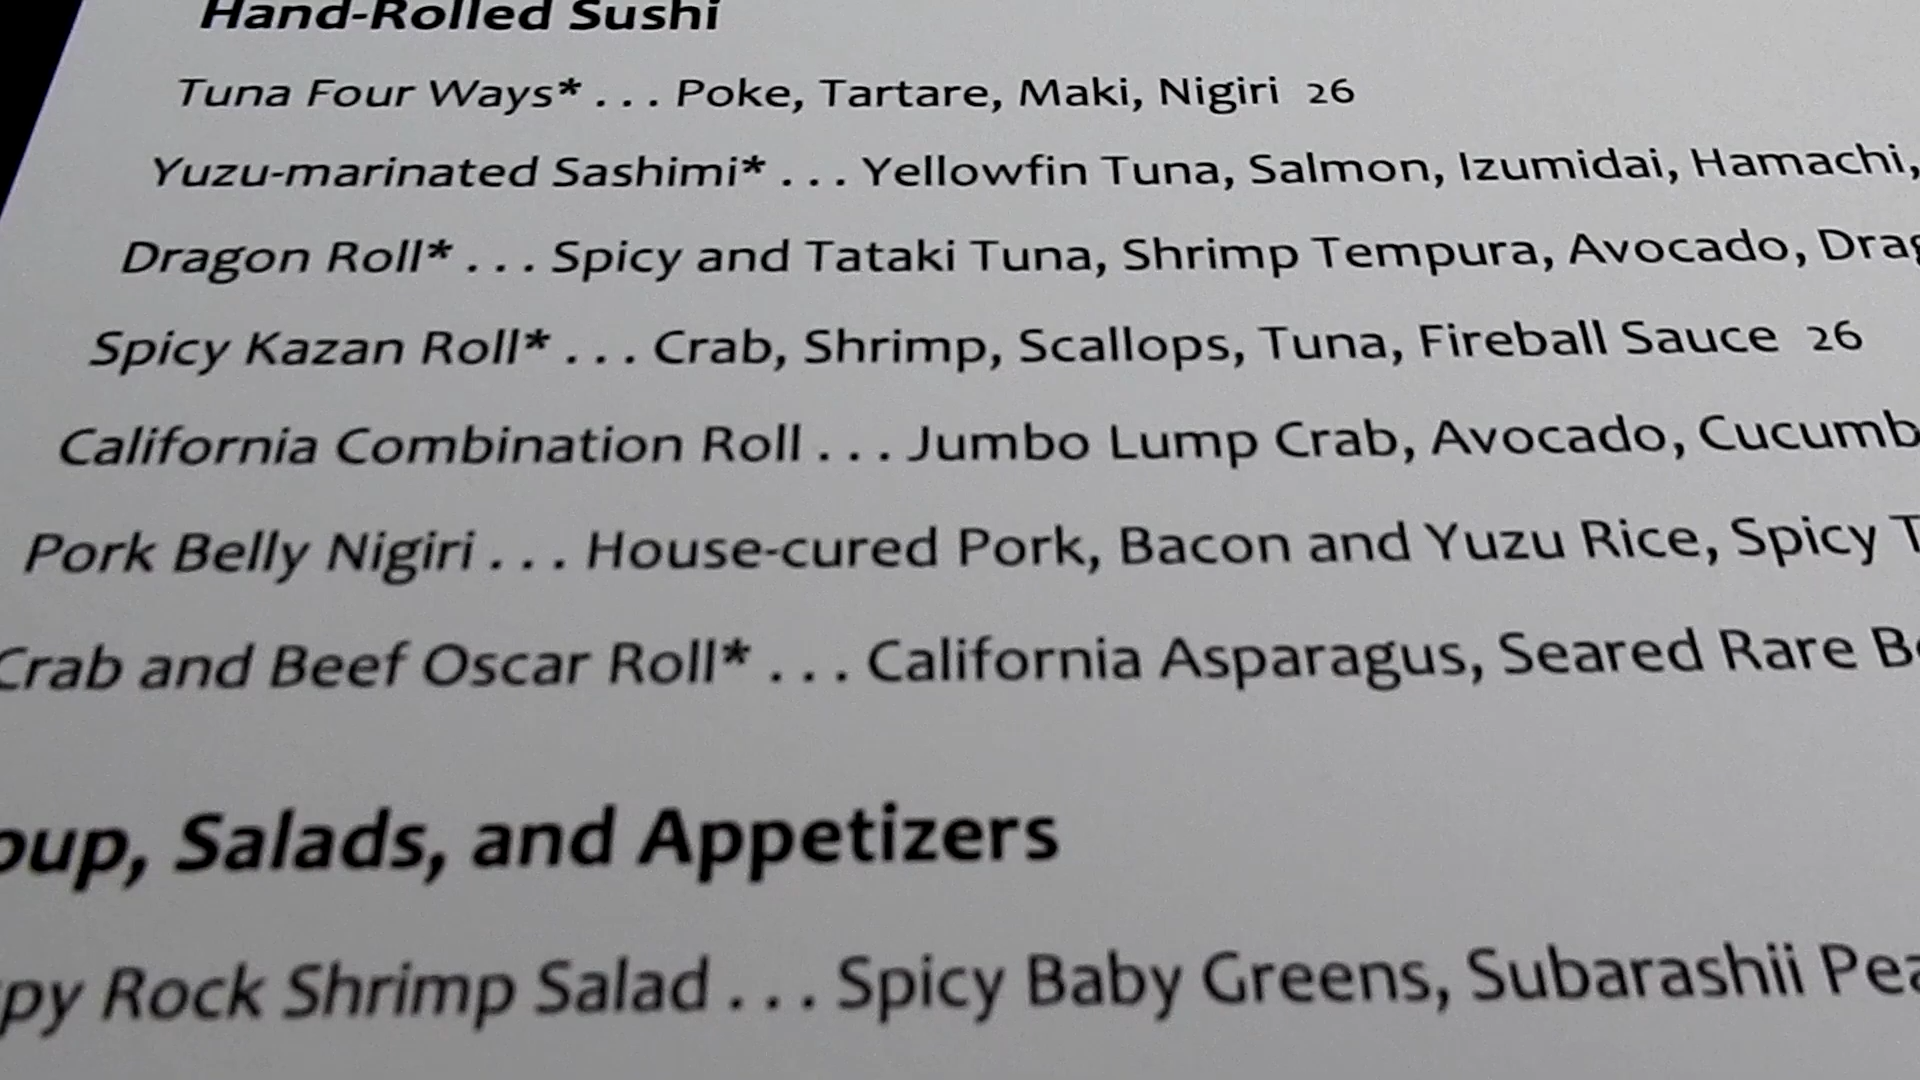 Hand-Rolled Sushi
Tuna Four Ways* . . . Poke, Tartare, Maki, Nigiri 26
Yuzu-marinated Sashimi* . . . Yellowfin Tuna, Salmon, Izumidai, Hamachi,
Dragon Roll* . . . Spicy and Tataki Tuna, Shrimp Tempura, Avocado,
Spicy Kazan Roll* . . . Crab, Shrimp, Scallops, Tuna, Fireball Sauce 26
California Combination Roll . . . Jumbo Lump Crab, Avocado,
Pork Belly Nigiri . . . House-cured Pork, Bacon and Yuzu Rice, Spicy
Crab and Beef Oscar Roll* . . . California Asparagus, Seared Rare
Salads, and Appetizers
Rock Shrimp Salad . . . Spicy Baby Greens, Subarashii